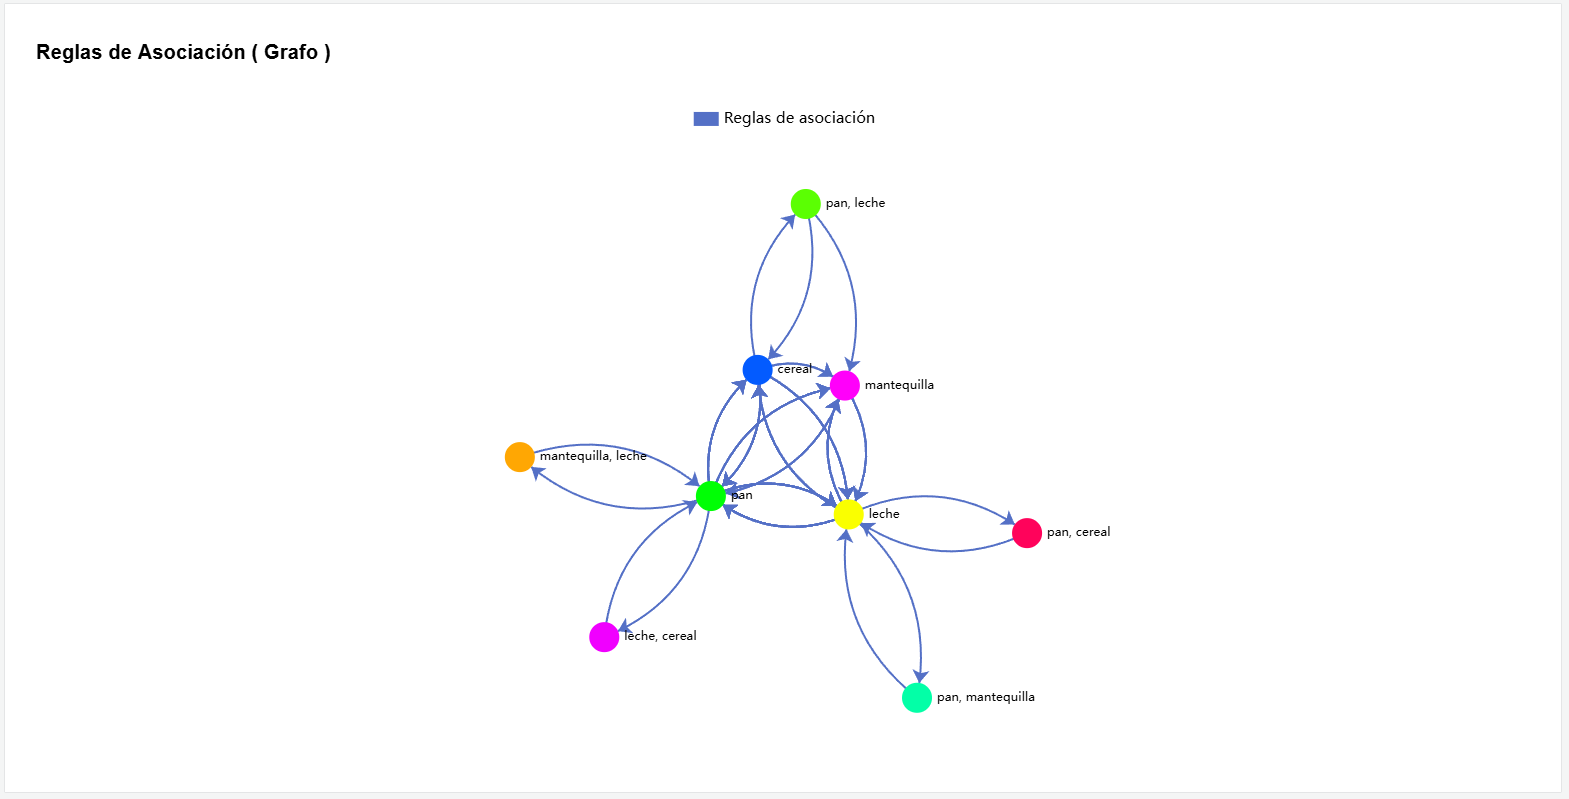 Reglas de Asociación ( Grafo )
Reglas de asociación
pan, leche
cereal
mantequilla
mantequilla, leche
pan
leche
pan, cereal
leche, cereal
pan, mantequilla